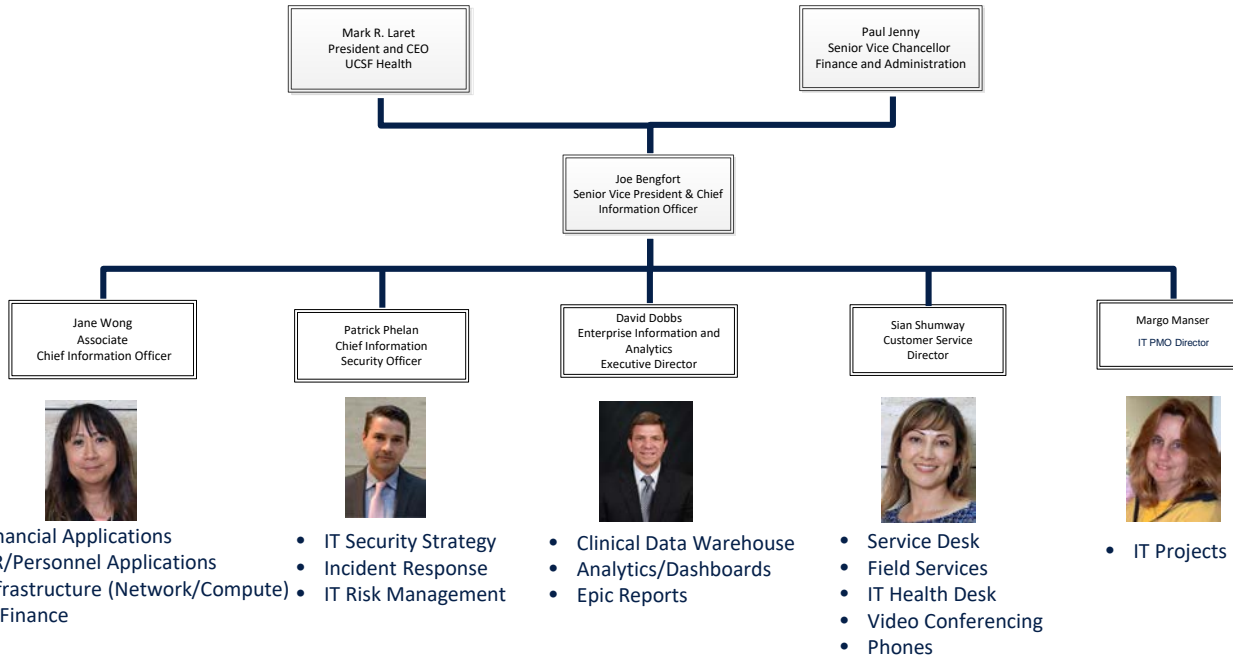 Mark R. Laret
President and CEO
UCSF Health
Paul Jenny
Senior Vice Chancellor
Finance and Administration
Joe Bengfort
Senior Vice President & Chief
Information Officer
Jane Wong
Associate
Chief Information Officer
Patrick Phelan
Chief Information
Security Officer
David Dobbs
Enterprise Information and
Analytics
Executive Director
Sian Shumway
Customer Service
Director
Margo Manser
IT PMO Director
nancial Applications
R/Personnel Applications
frastructure (Network/Compute)
Finance
• IT Security Strategy
• Incident Response
• IT Risk Management
• Clinical Data Warehouse
• Analytics/Dashboards
• Epic Reports
• Service Desk
• Field Services
• IT Health Desk
• Video Conferencing
• Phones
• IT Projects